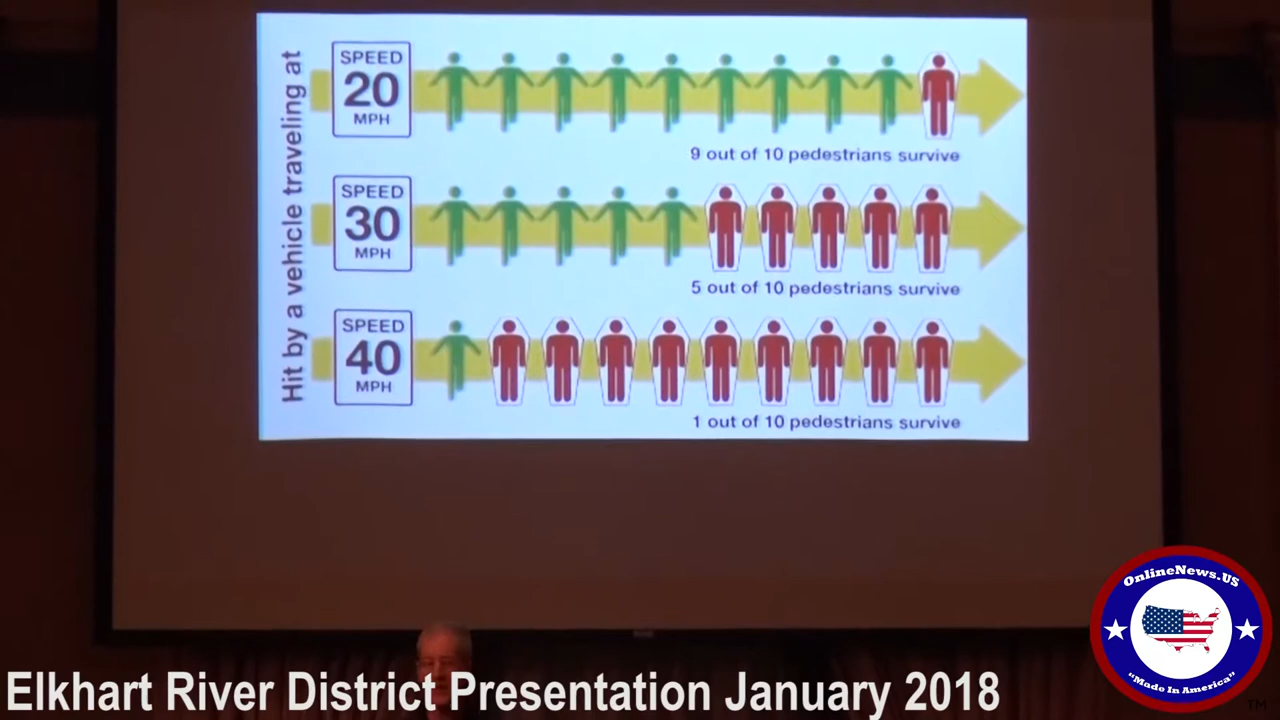 Hit by a vehicle traveling at
SPEED
20
MPH
9 out of 10 pedestrians survive
SPEED
30
MPH
5 out of 10 pedestrians survive
SPEED
40
MPH
1 out of 10 pedestrians survive
OnlineNews.US
"Made In America"
TM
Elkhart River District Presentation January 2018